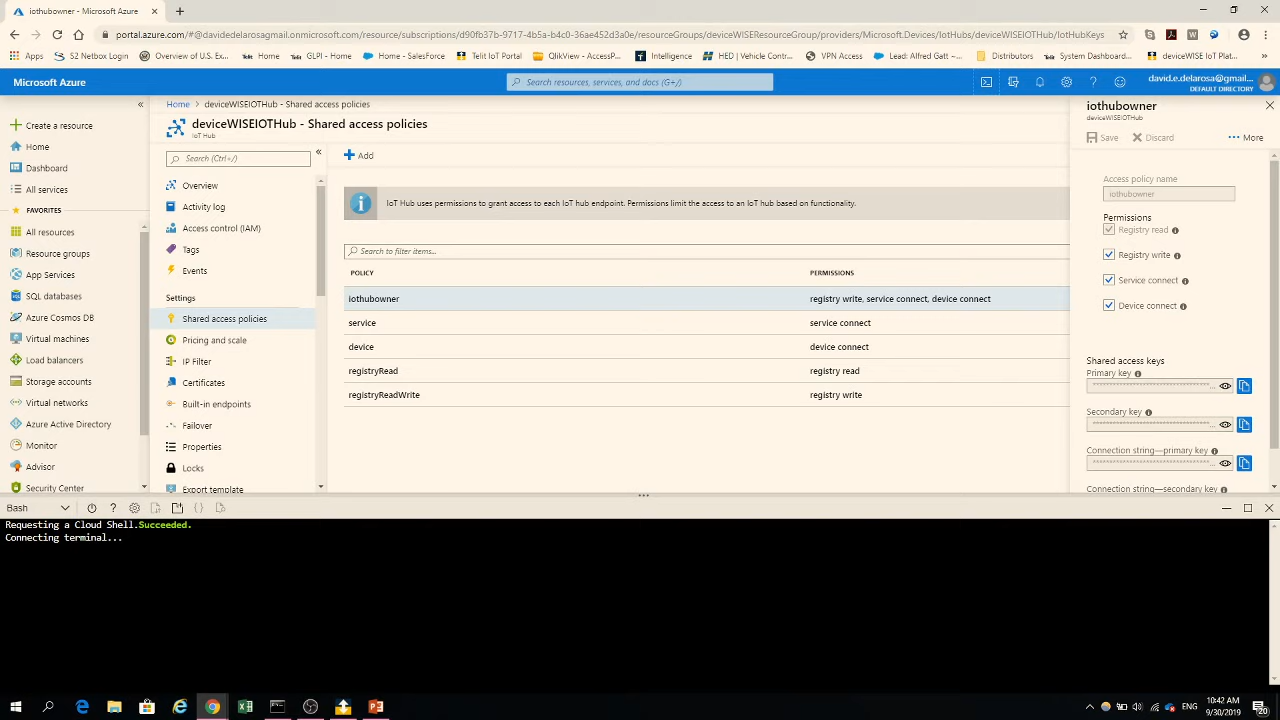 iothubowner - Microsoft Azure
portal.azure.com/#@davidedelarosagmail.onmicrosoft.com/resource/subscriptions/d90fb37b-9717-4b5a-b4c0-36ae452d3a0e/resourceGroups/deviceWISEResourceGroup/providers/Microsoft.Devices/IotHubs/deviceWISEIOTHub/IotHubKeys
Apps
52 Netbox Login
Overview of U.S. Ex...
Telit IoT Portal
GLPI - Home
Home - SalesForce
QlikView - AccessP...
Intelligence
HED | Vehicle Contr...
VPN Access
Lead: Alfred Gatt ~...
Distributors
System Dashboard...
deviceWISE IoT Plat...
Microsoft Azure
Search resources, services, and docs (G+/)
david.e.delarosa@gmail....
DEFAULT DIRECTORY
Create a resource
Home
Dashboard
All services
FAVORITES
All resources
Resource groups
App Services
SQL databases
Azure Cosmos DB
Virtual machines
Load balancers
Storage accounts
Virtual networks
Azure Active Directory
Monitor
Advisor
Security Center
Home > deviceWISEIOTHub - Shared access policies
deviceWISEIOTHub - Shared access policies
IoT Hub
Search (Ctrl+/)
Overview
Activity log
Access control (IAM)
Tags
Events
Settings
Shared access policies
Pricing and scale
IP Filter
Certificates
Built-in endpoints
Failover
Properties
Locks
Export template
Add
IoT Hub uses permissions to grant access to each IoT hub endpoint. Permissions limit the access to an IoT hub based on functionality.
Search to filter items...
POLICY PERMISSIONS
iothubowner registry write, service connect, device connect
service service connect
device device connect
registryRead registry read
registryReadWrite registry write
iothubowner
deviceWISEIOTHub
Save
Discard
More
Access policy name
iothubowner
Permissions
Registry read
Registry write
Service connect
Device connect
Shared access keys
Primary key
Secondary key
Connection string—primary key
Connection string—secondary key
Bash
Requesting a Cloud Shell.Succeeded.
Connecting terminal...
10:42 AM
9/30/2019
20